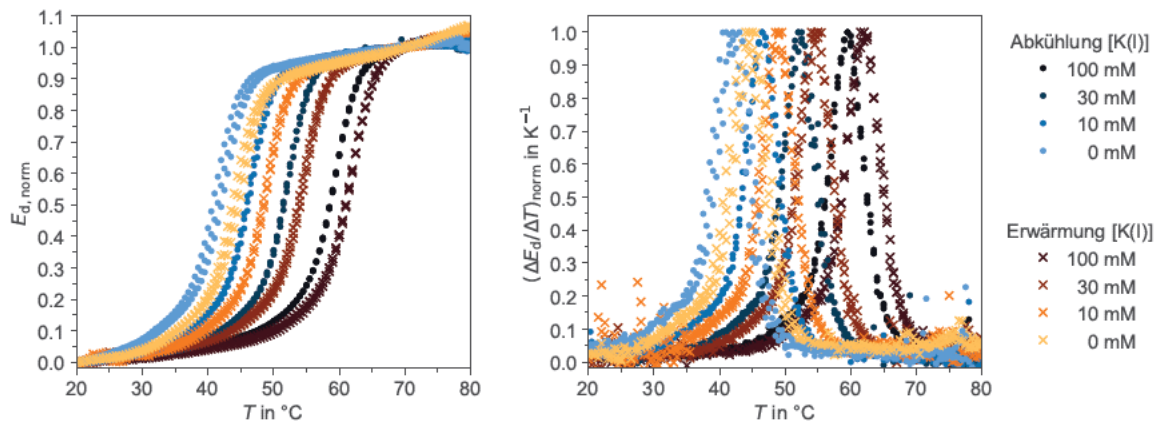 1.1
1.0
0.9
0.8
0.7
0.6
0.5
0.4
0.3
0.2
0.1
0.0
E_d,norm
20 30 40 50 60 70 80
T in °C
1.0
0.9
0.8
0.7
0.6
0.5
0.4
0.3
0.2
0.1
0.0
(ΔE_d/ΔT)_norm in K⁻¹
20 30 40 50 60 70 80
T in °C
Abkühlung [K(I)]
100 mM
30 mM
10 mM
0 mM
Erwärmung [K(I)]
100 mM
30 mM
10 mM
0 mM